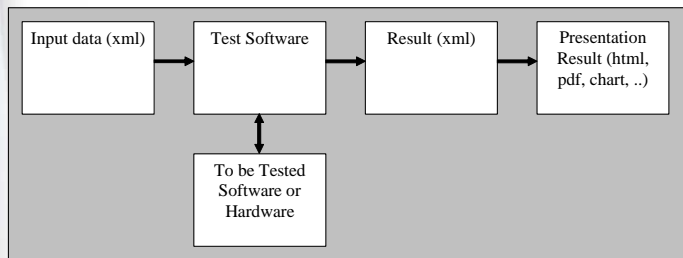 Input data (xml)
Test Software
Result (xml)
Presentation
Result (html,
pdf, chart, ..)
To be Tested
Software or
Hardware